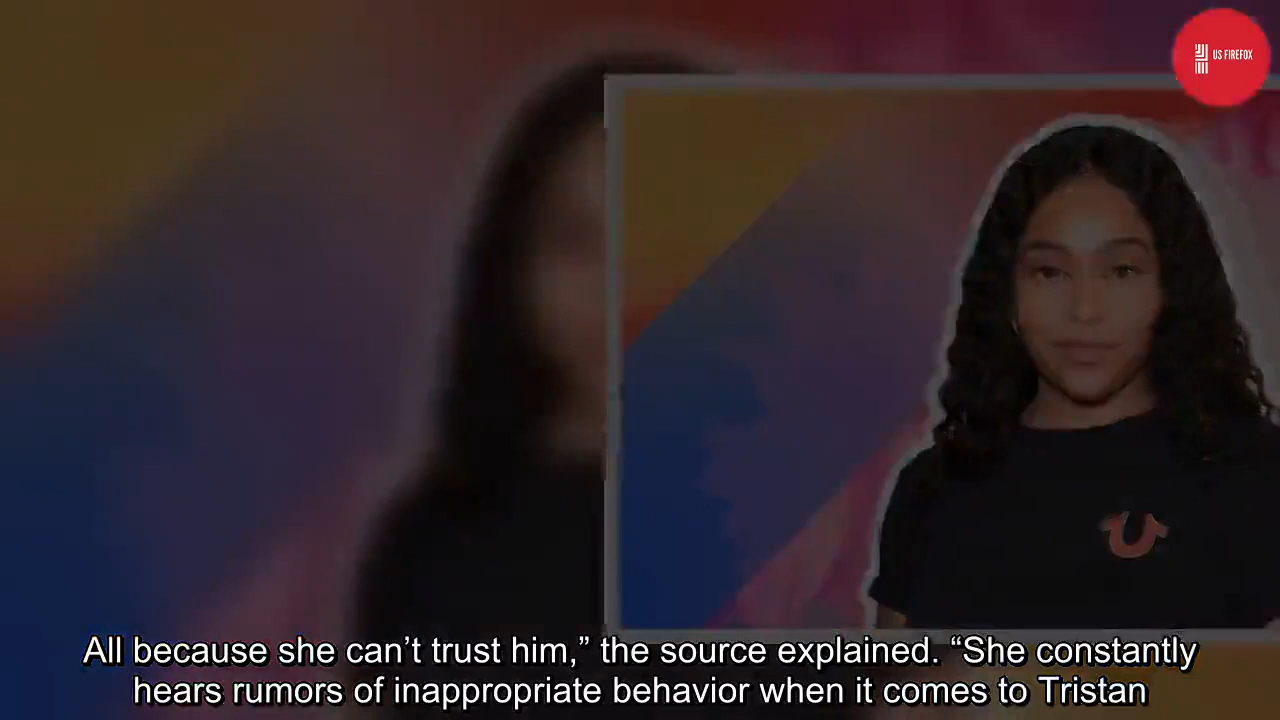 US FIREFOX
All because she can’t trust him,” the source explained. “She constantly
hears rumors of inappropriate behavior when it comes to Tristan